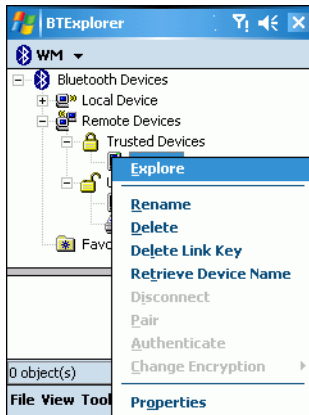 BTExplorer
WM
Bluetooth Devices
Local Device
Remote Devices
Trusted Devices
Explore
Rename
Delete
Favo
Delete Link Key
Retrieve Device Name
Disconnect
Pair
Authenticate
0 object(s)
Change Encryption
File View Tool
Properties